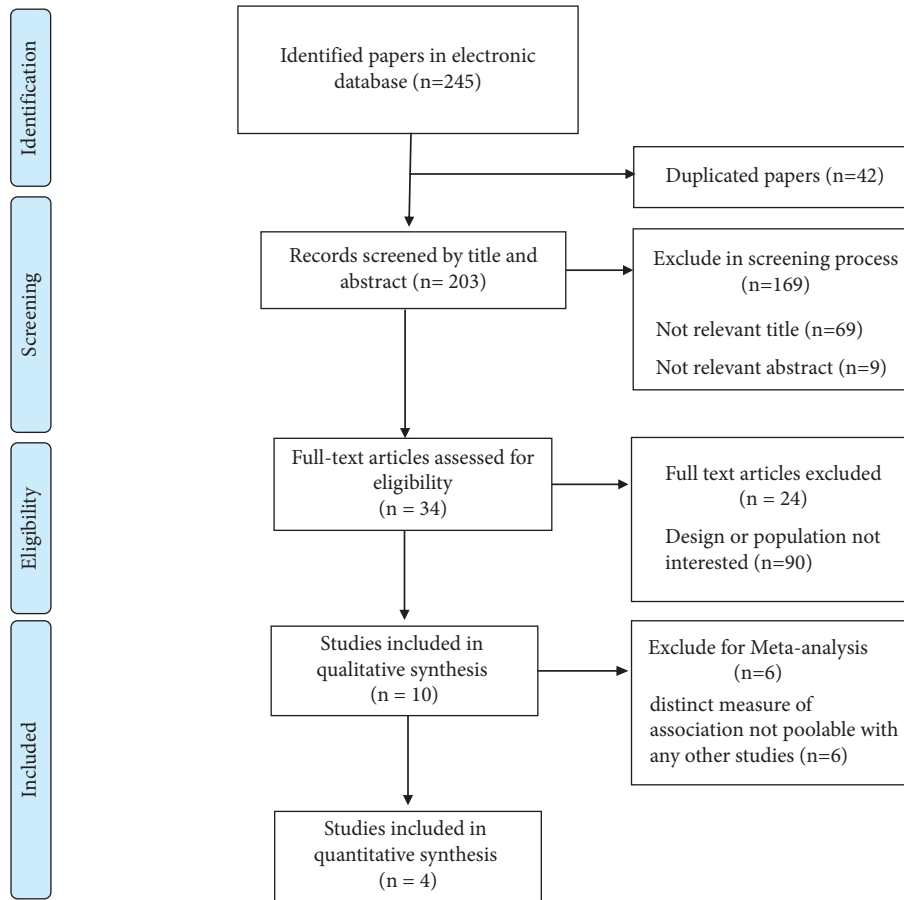 Identification
Identified papers in electronic
database (n=245)
Duplicated papers (n=42)
Screening
Records screened by title and
abstract (n= 203)
Exclude in screening process
(n=169)
Not relevant title (n=69)
Not relevant abstract (n=9)
Eligibility
Full-text articles assessed for
eligibility
(n = 34)
Full text articles excluded
(n = 24)
Design or population not
interested (n=90)
Included
Studies included in
qualitative synthesis
(n = 10)
Exclude for Meta-analysis
(n=6)
distinct measure of
association not poolable with
any other studies (n=6)
Studies included in
quantitative synthesis
(n = 4)